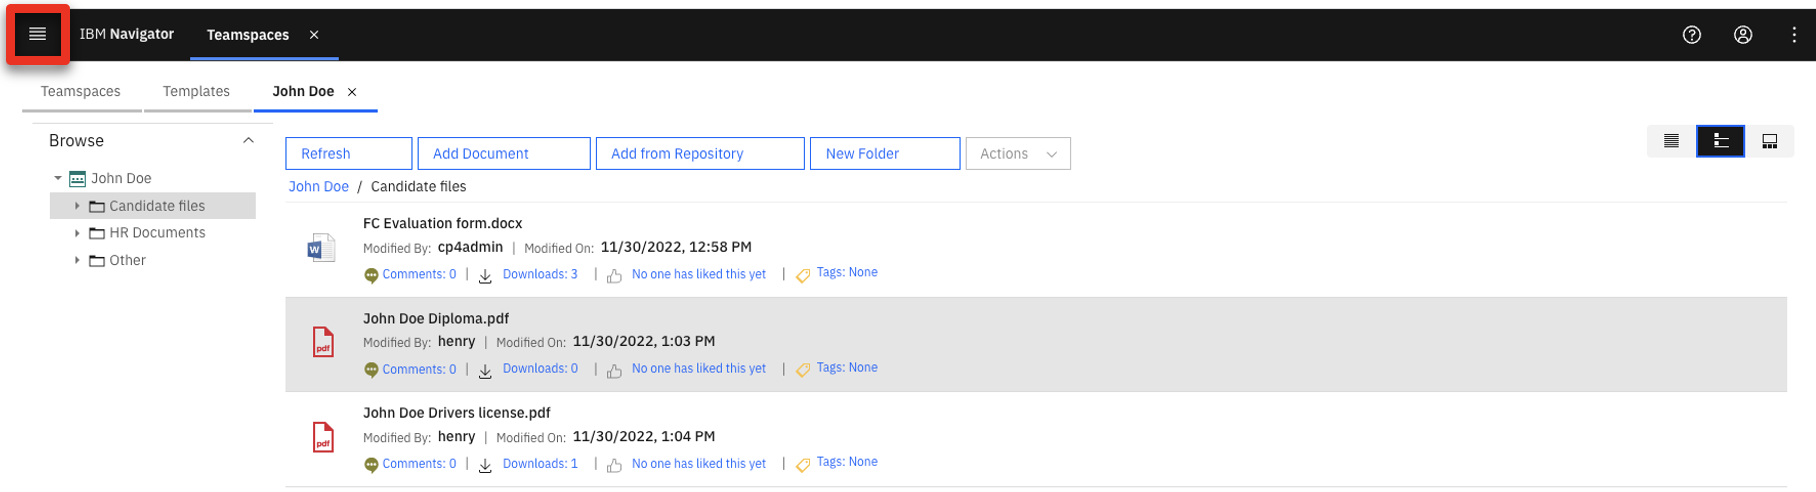 IBM Navigator Teamspaces ×
Teamspaces Templates John Doe ×
Browse
John Doe
Candidate files
HR Documents
Other
Refresh Add Document Add from Repository New Folder Actions
John Doe / Candidate files
FC Evaluation form.docx
Modified By: cp4admin | Modified On: 11/30/2022, 12:58 PM
Comments: 0 | Downloads: 3 | No one has liked this yet | Tags: None
John Doe Diploma.pdf
Modified By: henry | Modified On: 11/30/2022, 1:03 PM
Comments: 0 | Downloads: 0 | No one has liked this yet | Tags: None
John Doe Drivers license.pdf
Modified By: henry | Modified On: 11/30/2022, 1:04 PM
Comments: 0 | Downloads: 1 | No one has liked this yet | Tags: None